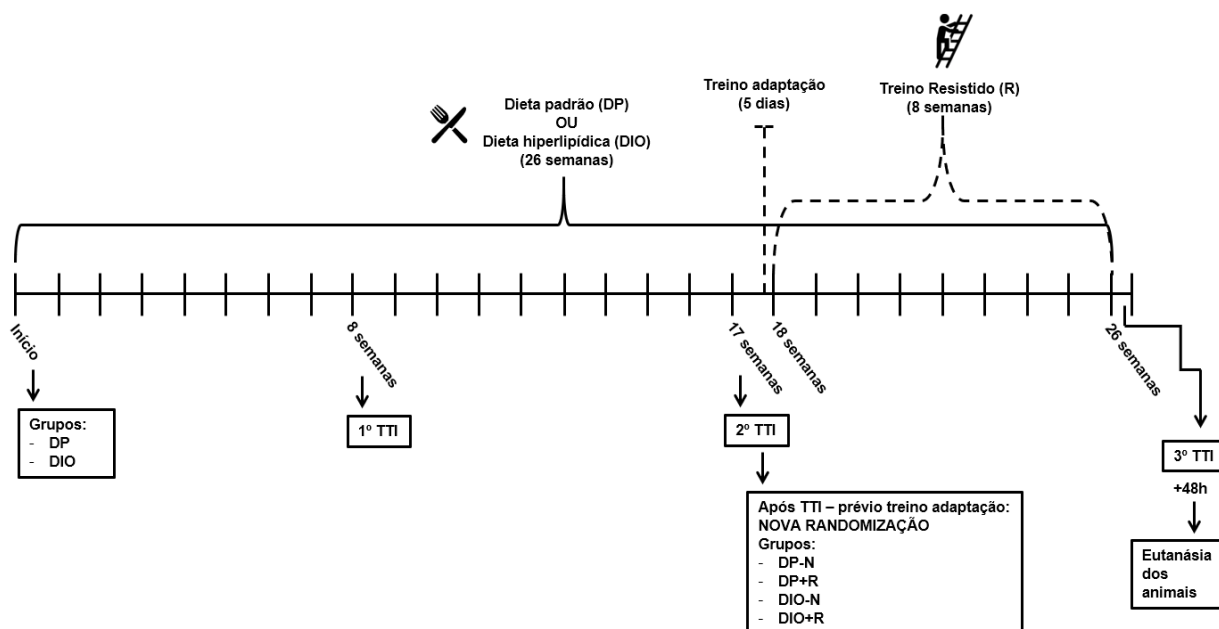 Dieta padrão (DP)
OU
Dieta hiperlipídica (DIO)
(26 semanas)
Treino adaptação
(5 dias)
Treino Resistido (R)
(8 semanas)
Início
8 semanas
17 semanas
18 semanas
26 semanas
Grupos:
- DP
- DIO
1º TTI
2º TTI
3º TTI
+48h
Após TTI – prévio treino adaptação:
NOVA RANDOMIZAÇÃO
Grupos:
- DP-N
- DP+R
- DIO-N
- DIO+R
Eutanásia
dos
animais